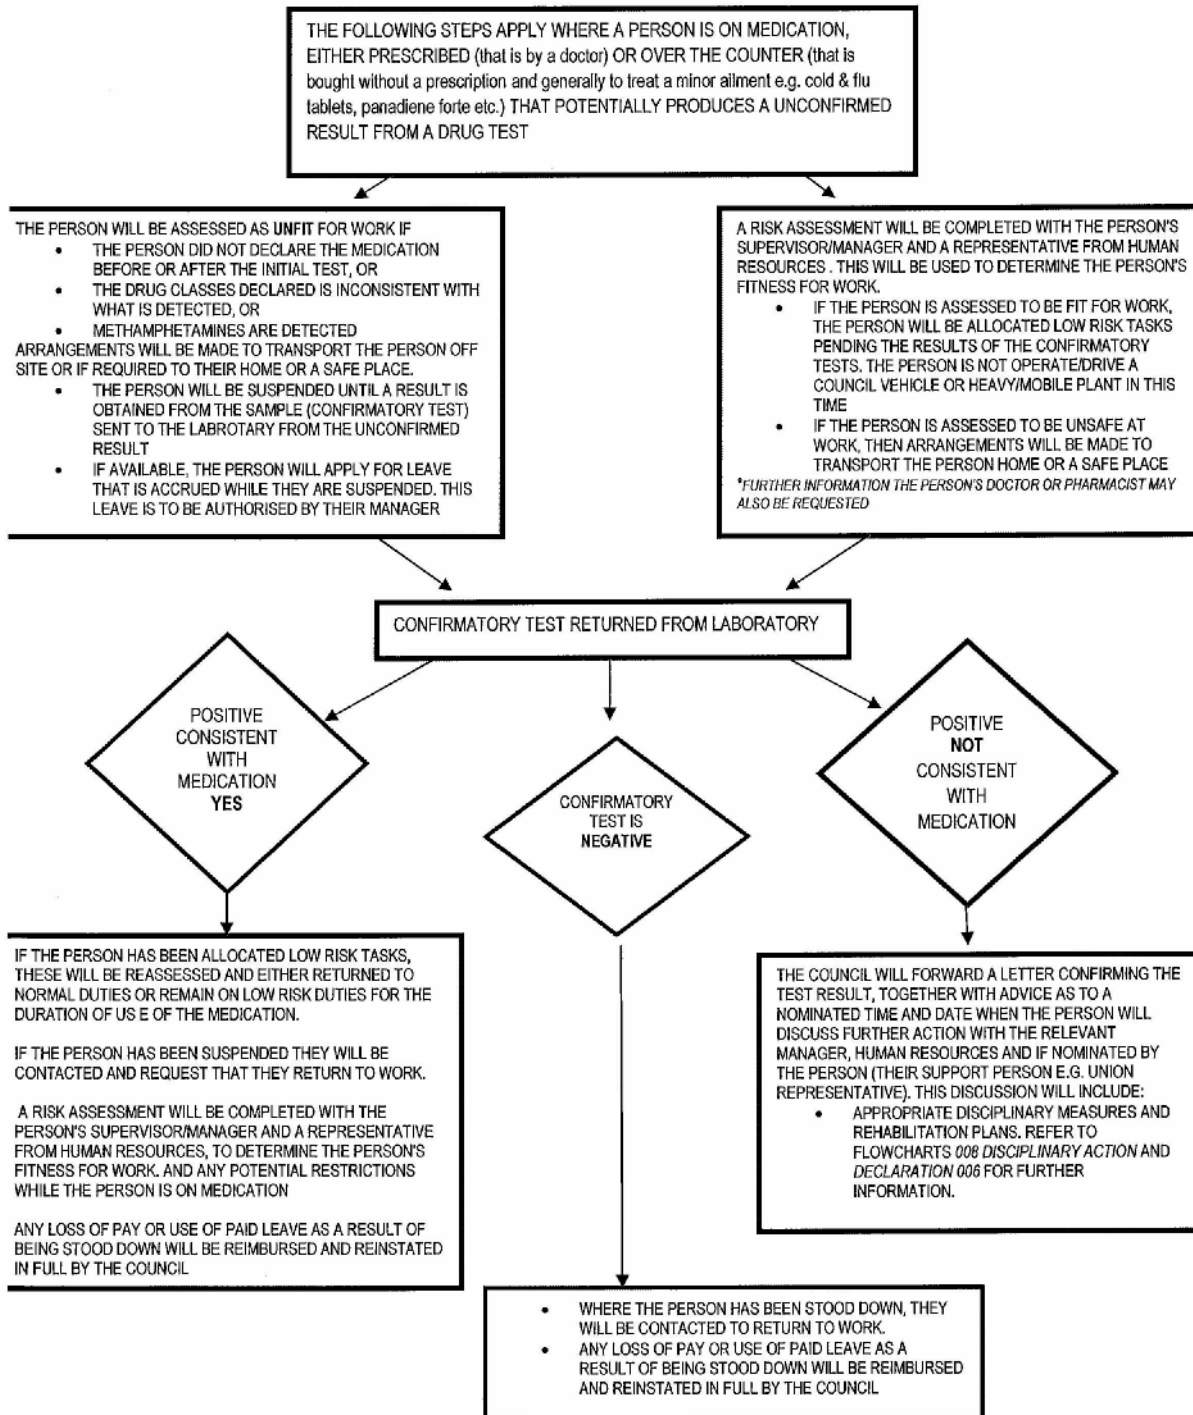 THE FOLLOWING STEPS APPLY WHERE A PERSON IS ON MEDICATION,
EITHER PRESCRIBED (that is by a doctor) OR OVER THE COUNTER (that is
bought without a prescription and generally to treat a minor ailment e.g. cold & flu
tablets, panadiene forte etc.) THAT POTENTIALLY PRODUCES A UNCONFIRMED
RESULT FROM A DRUG TEST
THE PERSON WILL BE ASSESSED AS UNFIT FOR WORK IF
• THE PERSON DID NOT DECLARE THE MEDICATION
BEFORE OR AFTER THE INITIAL TEST, OR
• THE DRUG CLASSES DECLARED IS INCONSISTENT WITH
WHAT IS DETECTED, OR
• METHAMPHETAMINES ARE DETECTED
ARRANGEMENTS WILL BE MADE TO TRANSPORT THE PERSON OFF
SITE OR IF REQUIRED TO THEIR HOME OR A SAFE PLACE.
• THE PERSON WILL BE SUSPENDED UNTIL A RESULT IS
OBTAINED FROM THE SAMPLE (CONFIRMATORY TEST)
SENT TO THE LABROTARY FROM THE UNCONFIRMED
RESULT
• IF AVAILABLE, THE PERSON WILL APPLY FOR LEAVE
THAT IS ACCRUED WHILE THEY ARE SUSPENDED. THIS
LEAVE IS TO BE AUTHORISED BY THEIR MANAGER
A RISK ASSESSMENT WILL BE COMPLETED WITH THE PERSON'S
SUPERVISOR/MANAGER AND A REPRESENTATIVE FROM HUMAN
RESOURCES . THIS WILL BE USED TO DETERMINE THE PERSON'S
FITNESS FOR WORK.
• IF THE PERSON IS ASSESSED TO BE FIT FOR WORK,
THE PERSON WILL BE ALLOCATED LOW RISK TASKS
PENDING THE RESULTS OF THE CONFIRMATORY
TESTS. THE PERSON IS NOT OPERATE/DRIVE A
COUNCIL VEHICLE OR HEAVY/MOBILE PLANT IN THIS
TIME
• IF THE PERSON IS ASSESSED TO BE UNSAFE AT
WORK, THEN ARRANGEMENTS WILL BE MADE TO
TRANSPORT THE PERSON HOME OR A SAFE PLACE
*FURTHER INFORMATION THE PERSON'S DOCTOR OR PHARMACIST MAY
ALSO BE REQUESTED
CONFIRMATORY TEST RETURNED FROM LABORATORY
POSITIVE
CONSISTENT
WITH
MEDICATION
YES
CONFIRMATORY
TEST IS
NEGATIVE
POSITIVE
NOT
CONSISTENT
WITH
MEDICATION
IF THE PERSON HAS BEEN ALLOCATED LOW RISK TASKS,
THESE WILL BE REASSESSED AND EITHER RETURNED TO
NORMAL DUTIES OR REMAIN ON LOW RISK DUTIES FOR THE
DURATION OF US E OF THE MEDICATION.
IF THE PERSON HAS BEEN SUSPENDED THEY WILL BE
CONTACTED AND REQUEST THAT THEY RETURN TO WORK.
A RISK ASSESSMENT WILL BE COMPLETED WITH THE
PERSON'S SUPERVISOR/MANAGER AND A REPRESENTATIVE
FROM HUMAN RESOURCES, TO DETERMINE THE PERSON'S
FITNESS FOR WORK. AND ANY POTENTIAL RESTRICTIONS
WHILE THE PERSON IS ON MEDICATION
ANY LOSS OF PAY OR USE OF PAID LEAVE AS A RESULT OF
BEING STOOD DOWN WILL BE REIMBURSED AND REINSTATED
IN FULL BY THE COUNCIL
THE COUNCIL WILL FORWARD A LETTER CONFIRMING THE
TEST RESULT, TOGETHER WITH ADVICE AS TO A
NOMINATED TIME AND DATE WHEN THE PERSON WILL
DISCUSS FURTHER ACTION WITH THE RELEVANT
MANAGER, HUMAN RESOURCES AND IF NOMINATED BY
THE PERSON (THEIR SUPPORT PERSON E.G. UNION
REPRESENTATIVE). THIS DISCUSSION WILL INCLUDE:
• APPROPRIATE DISCIPLINARY MEASURES AND
REHABILITATION PLANS. REFER TO
FLOWCHARTS 008 DISCIPLINARY ACTION AND
DECLARATION 006 FOR FURTHER
INFORMATION.
• WHERE THE PERSON HAS BEEN STOOD DOWN, THEY
WILL BE CONTACTED TO RETURN TO WORK.
• ANY LOSS OF PAY OR USE OF PAID LEAVE AS A
RESULT OF BEING STOOD DOWN WILL BE REIMBURSED
AND REINSTATED IN FULL BY THE COUNCIL